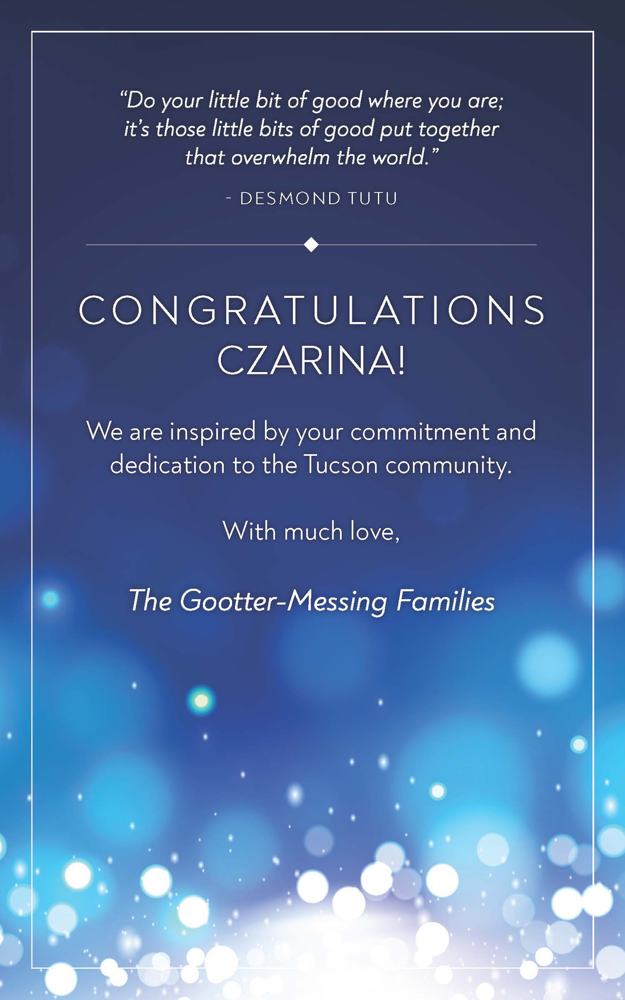 “Do your little bit of good where you are;
it’s those little bits of good put together
that overwhelm the world.”
- DESMOND TUTU
CONGRATULATIONS
CZARINA!
We are inspired by your commitment and
dedication to the Tucson community.
With much love,
The Gootter-Messing Families